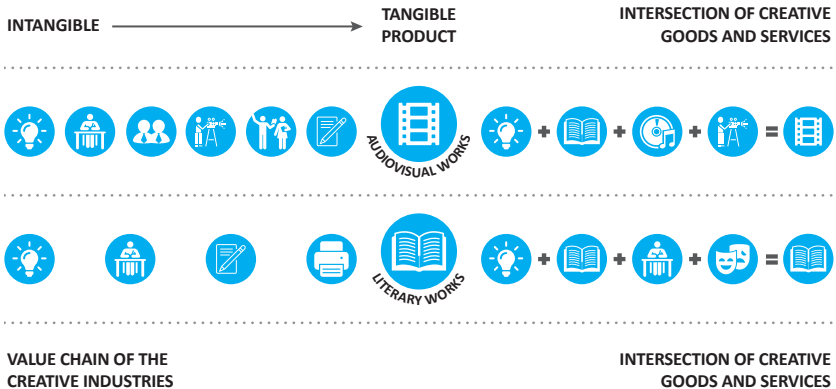 INTANGIBLE
TANGIBLE
PRODUCT
INTERSECTION OF CREATIVE
GOODS AND SERVICES
AUDIOVISUAL WORKS
+ + + =
LITERARY WORKS
+ + + =
VALUE CHAIN OF THE
CREATIVE INDUSTRIES
INTERSECTION OF CREATIVE
GOODS AND SERVICES